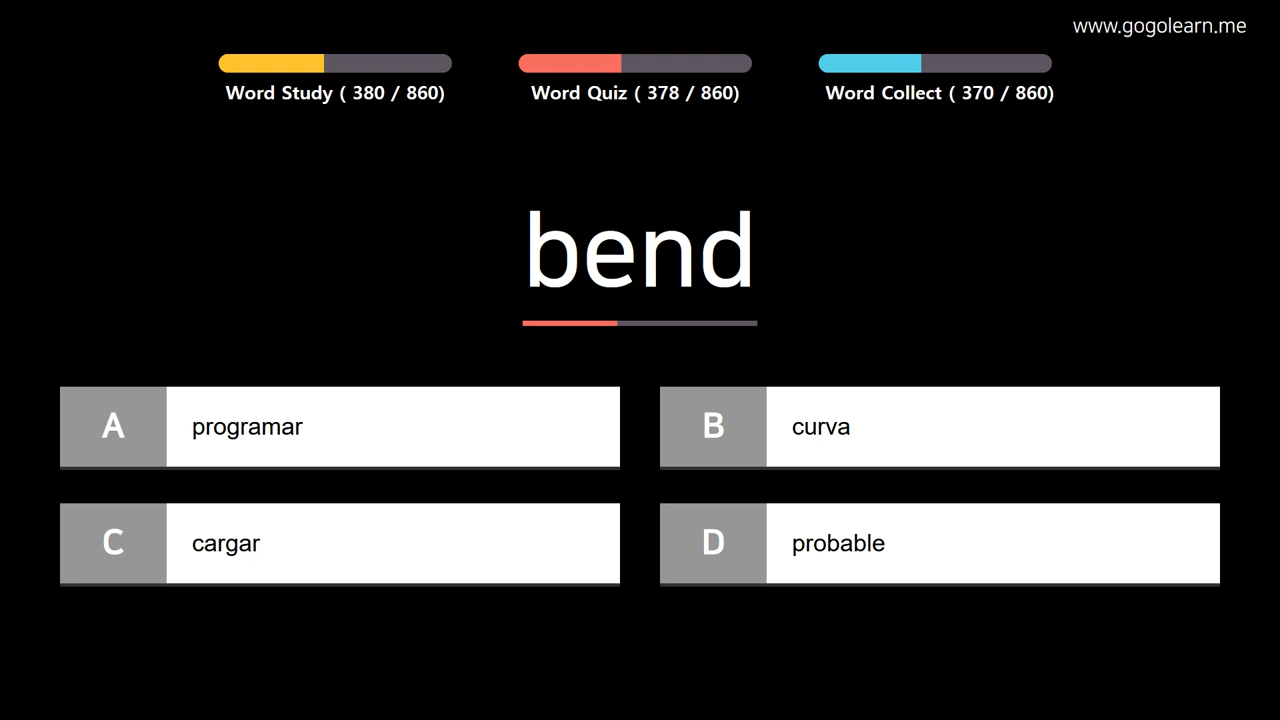 www.gogolearn.me
Word Study ( 380 / 860)
Word Quiz ( 378 / 860)
Word Collect ( 370 / 860)
bend
A programar
B curva
C cargar
D probable